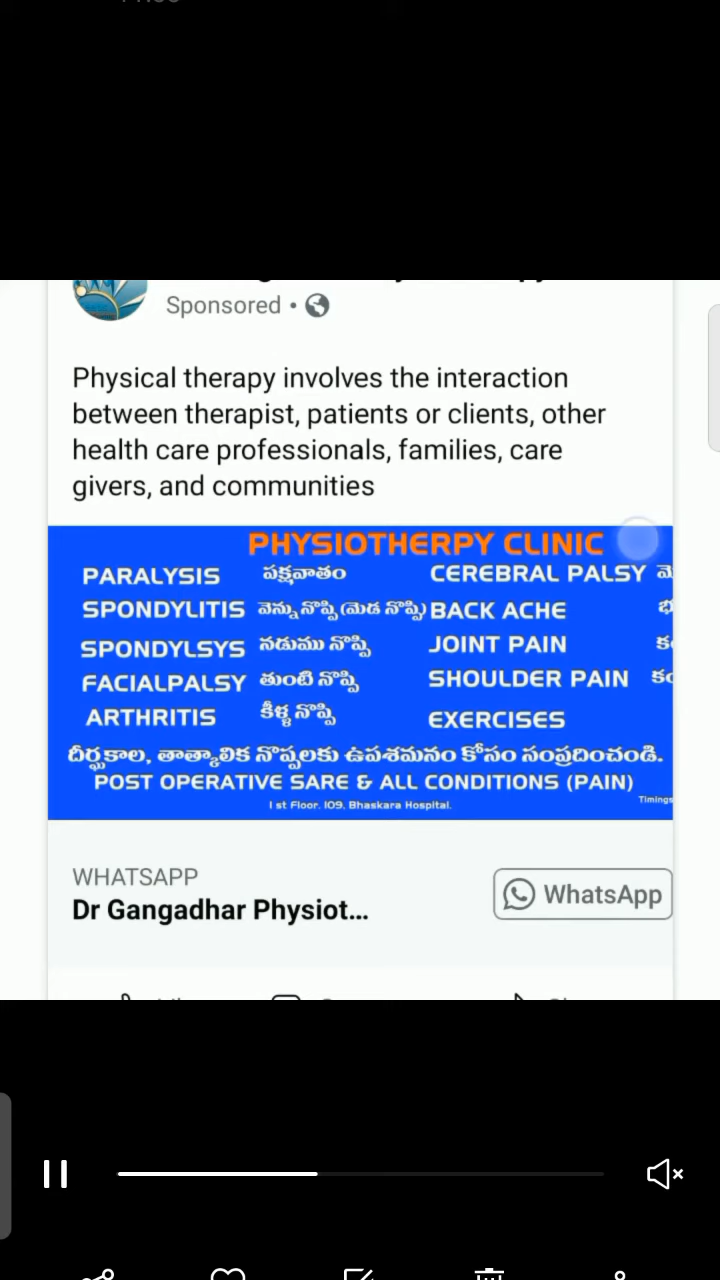 Sponsored •
Physical therapy involves the interaction
between therapist, patients or clients, other
health care professionals, families, care
givers, and communities
PHYSIOTHERPY CLINIC
PARALYSIS పక్షవాతం CEREBRAL PALSY
SPONDYLITIS వెన్ను నొప్పి (మెడ నొప్పి) BACK ACHE
SPONDYLSYS నడుము నొప్పి JOINT PAIN
FACIALPALSY తుంటి నొప్పి SHOULDER PAIN
ARTHRITIS కీళ్ళ నొప్పి EXERCISES
దీర్ఘకాల, తాత్కాలిక నొప్పలకు ఉపశమనం కోసం సంప్రదించండి.
POST OPERATIVE SARE & ALL CONDITIONS (PAIN)
Timings
1 st Floor. 109. Bhaskara Hospital.
WHATSAPP
Dr Gangadhar Physiot...
WhatsApp